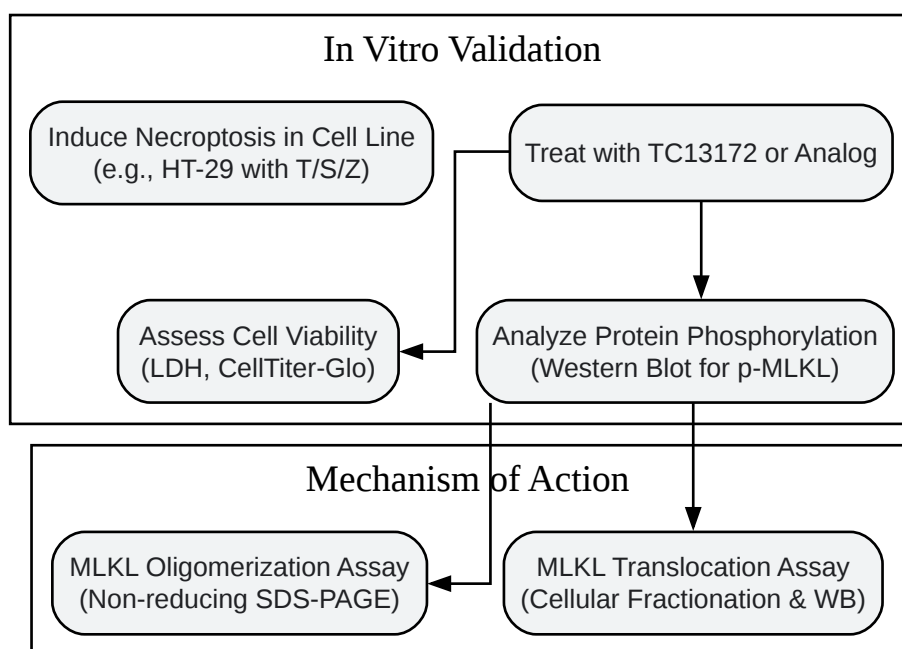 In Vitro Validation
Induce Necroptosis in Cell Line
(e.g., HT-29 with T/S/Z)
Treat with TC13172 or Analog
Assess Cell Viability
(LDH, CellTiter-Glo)
Analyze Protein Phosphorylation
(Western Blot for p-MLKL)
Mechanism of Action
MLKL Oligomerization Assay
(Non-reducing SDS-PAGE)
MLKL Translocation Assay
(Cellular Fractionation & WB)